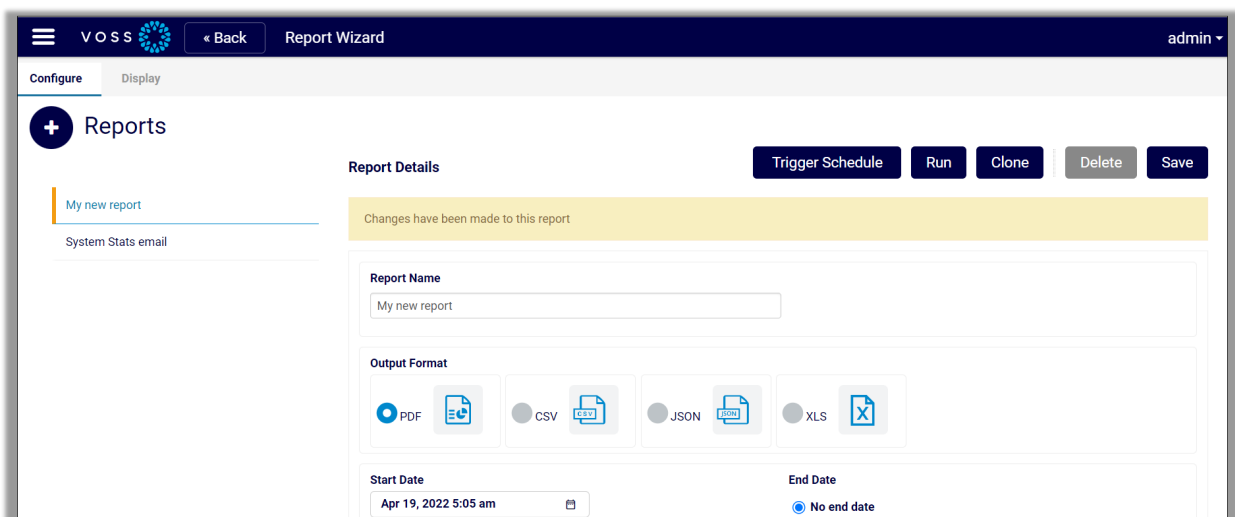 VOSS « Back Report Wizard admin
Configure Display
+ Reports
Report Details Trigger Schedule Run Clone Delete Save
My new report
Changes have been made to this report
System Stats email
Report Name
My new report
Output Format
PDF CSV CSV JSON JSON XLS X
Start Date End Date
Apr 19, 2022 5:05 am No end date